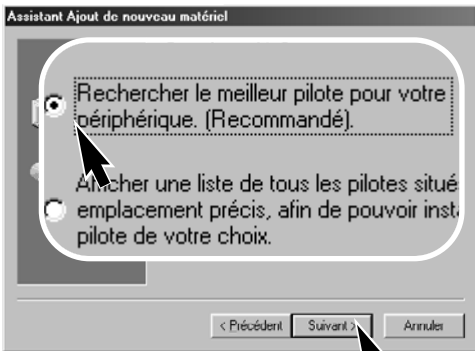 Assistant Ajout de nouveau matériel
Rechercher le meilleur pilote pour votre
périphérique. (Recommandé).
Afficher une liste de tous les pilotes situé
emplacement précis, afin de pouvoir inst
pilote de votre choix.
< Précédent
Suivant >
Annuler